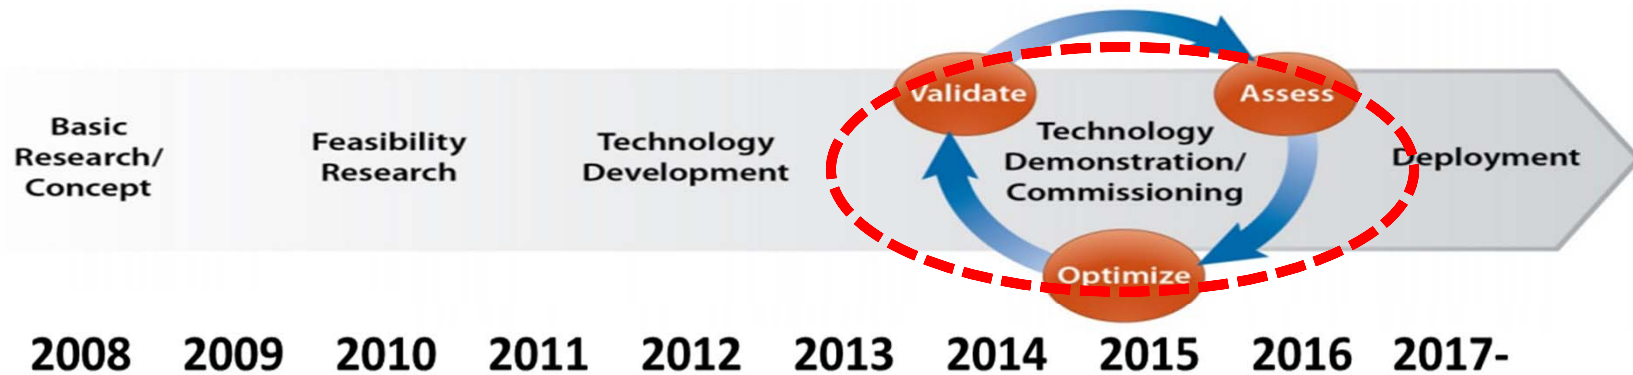 Basic
Research/
Concept
Feasibility
Research
Technology
Development
Validate
Assess
Technology
Demonstration/
Commissioning
Optimize
Deployment
2008 2009 2010 2011 2012 2013 2014 2015 2016 2017-